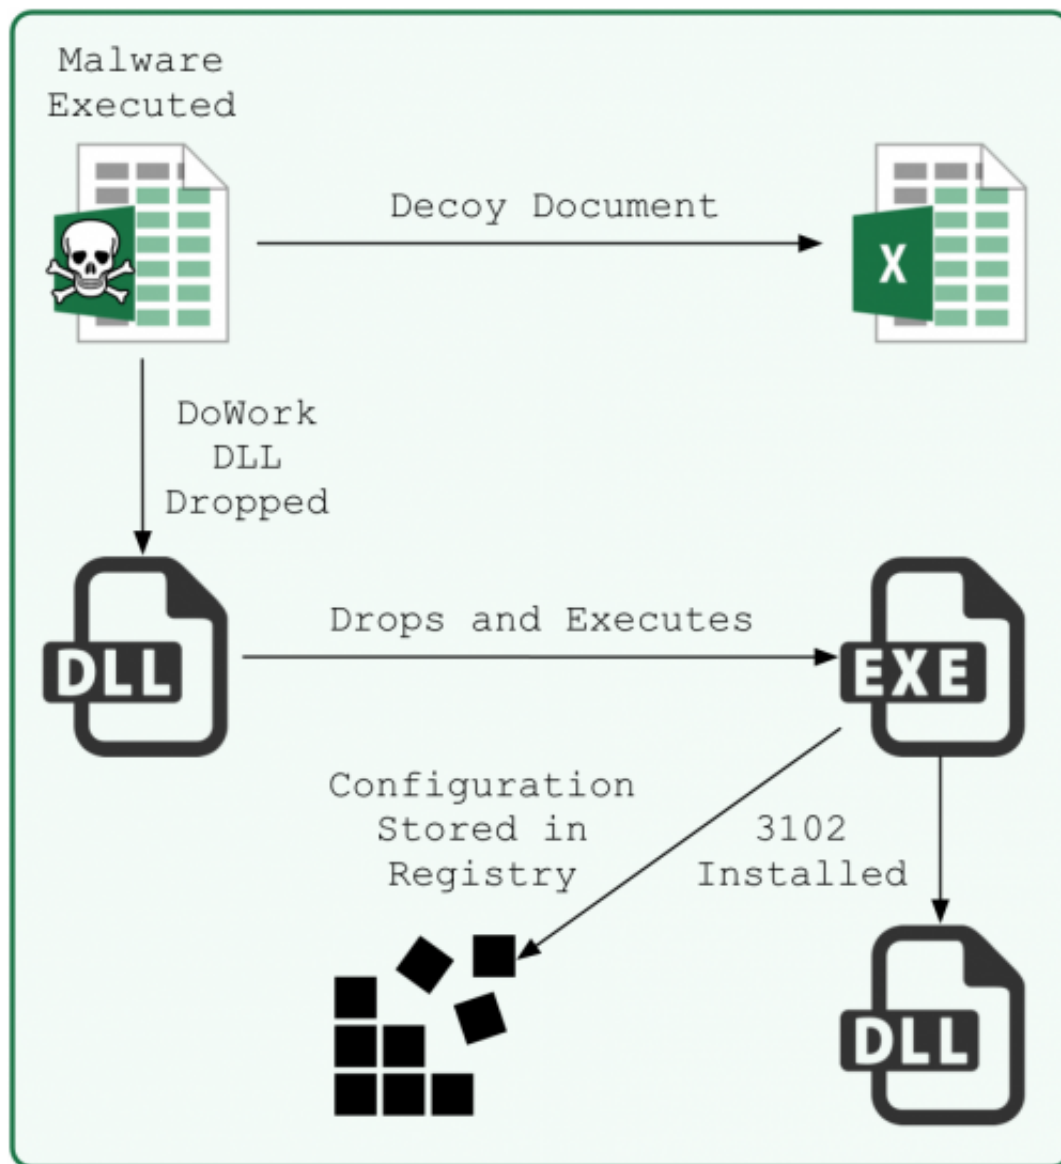 Malware
Executed
Decoy Document
X
DoWork
DLL
Dropped
DLL
Drops and Executes
EXE
Configuration
Stored in
Registry
3102
Installed
DLL